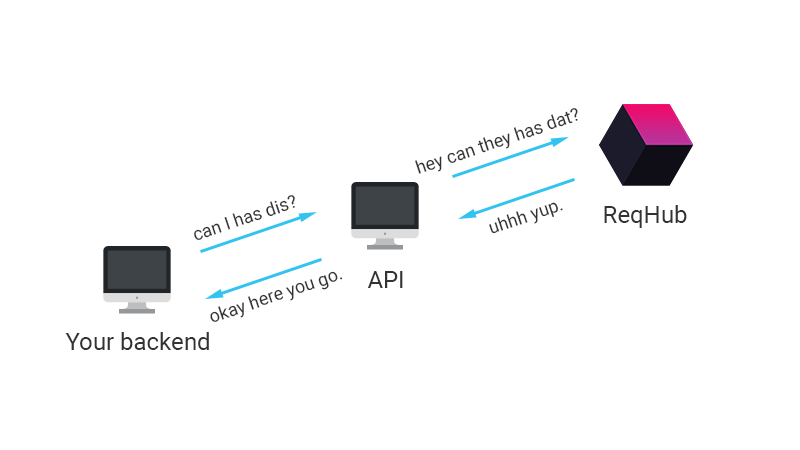 hey can they has dat?
can I has dis?
uhhh yup.
ReqHub
okay here you go.
API
Your backend